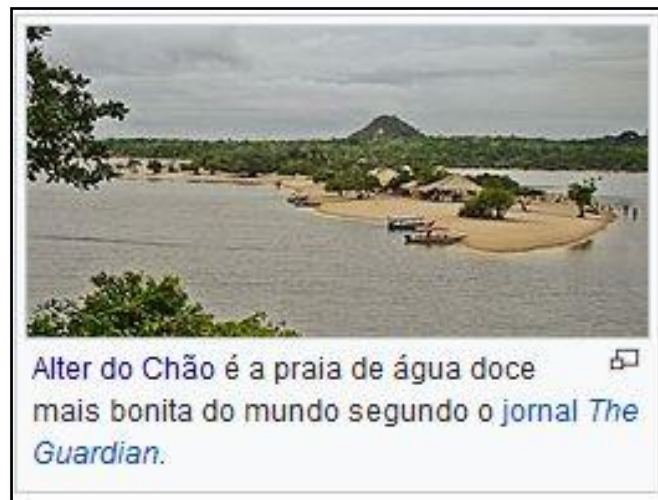 Alter do Chão é a praia de água doce
mais bonita do mundo segundo o jornal The
Guardian.